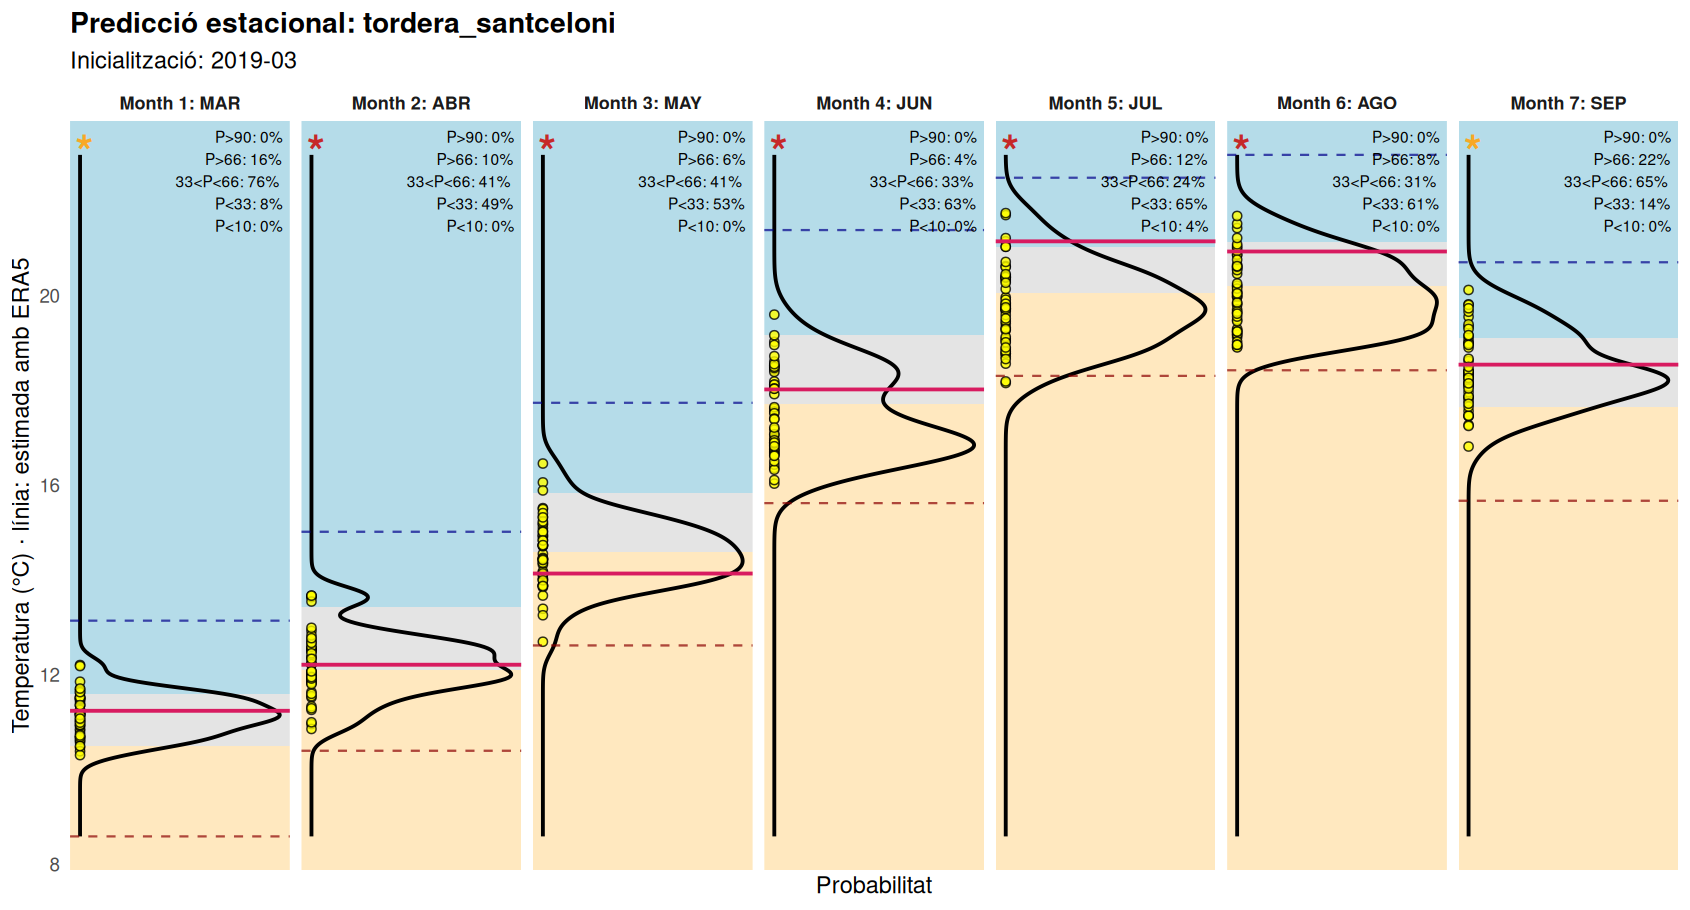 Predicció estacional: tordera_santceloni
Inicialització: 2019-03
Month 1: MAR
Month 2: ABR
Month 3: MAY
Month 4: JUN
Month 5: JUL
Month 6: AGO
Month 7: SEP
*
P>90: 0%
P>66: 16%
33<P<66: 76%
P<33: 8%
P<10: 0%
*
P>90: 0%
P>66: 10%
33<P<66: 41%
P<33: 49%
P<10: 0%
*
P>90: 0%
P>66: 6%
33<P<66: 41%
P<33: 53%
P<10: 0%
*
P>90: 0%
P>66: 4%
33<P<66: 33%
P<33: 63%
P<10: 0%
*
P>90: 0%
P>66: 12%
33<P<66: 24%
P<33: 65%
P<10: 4%
*
P>90: 0%
P>66: 8%
33<P<66: 31%
P<33: 61%
P<10: 0%
*
P>90: 0%
P>66: 22%
33<P<66: 65%
P<33: 14%
P<10: 0%
Temperatura (°C) · línia: estimada amb ERA5
20
16
12
8
Probabilitat